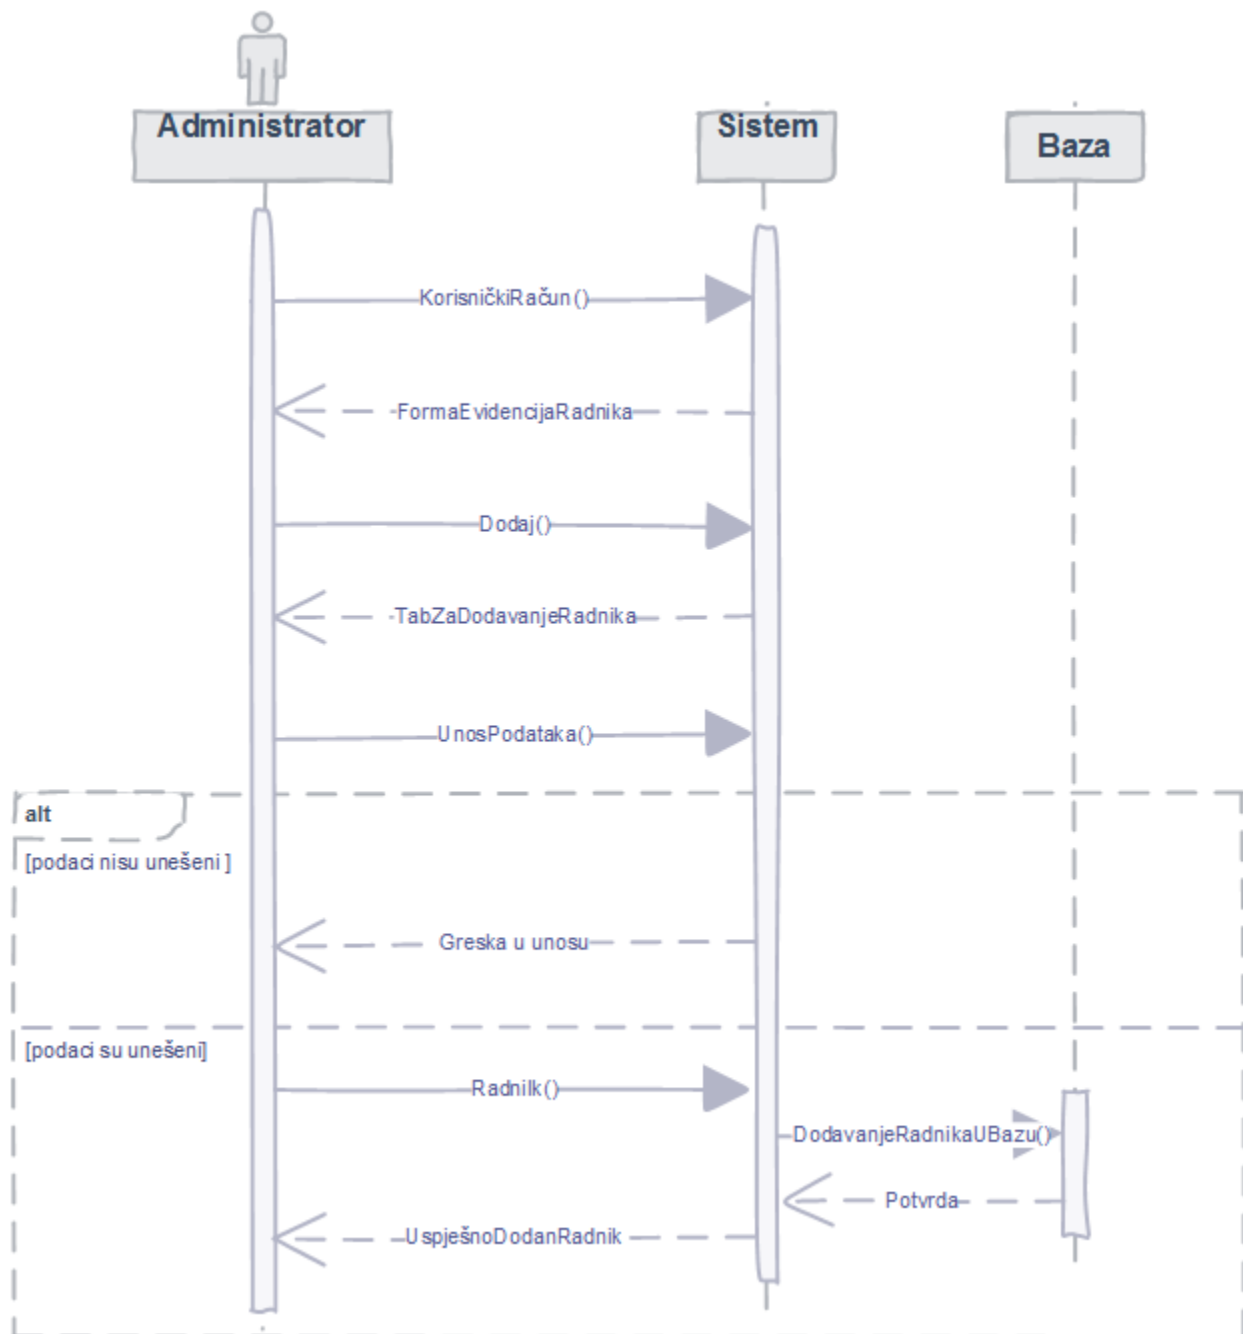 Administrator
Sistem
Baza
KorisničkiRačun()
FormaEvidencijaRadnika
Dodaj()
TabZaDodavanjeRadnika
UnosPodataka()
alt
[podaci nisu unešeni ]
Greska u unosu
[podaci su unešeni]
Radnilk()
DodavanjeRadnikaUBazu()
Potvrda
UspješnoDodanRadnik